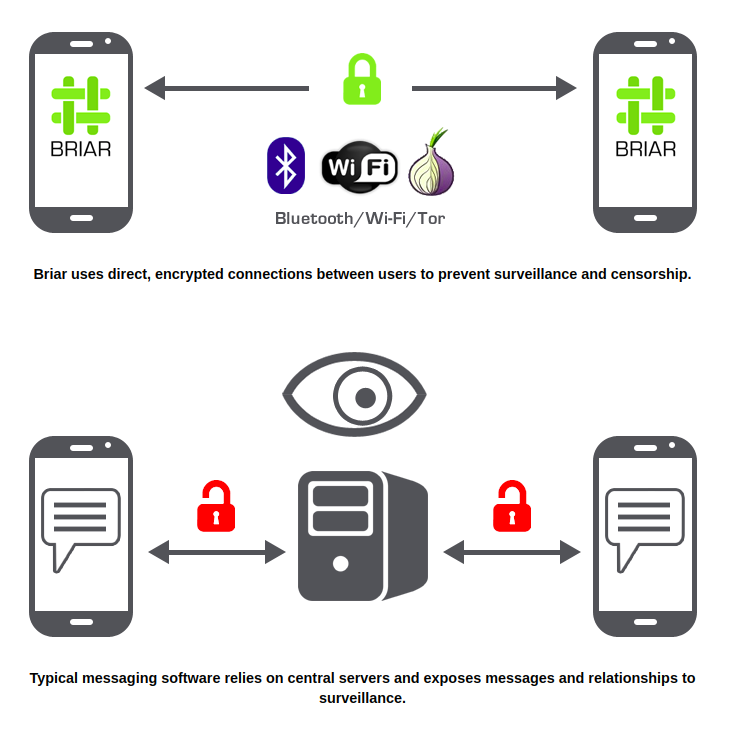 BRIAR
BRIAR
Wi Fi
Bluetooth/Wi-Fi/Tor
Briar uses direct, encrypted connections between users to prevent surveillance and censorship.
Typical messaging software relies on central servers and exposes messages and relationships to
surveillance.